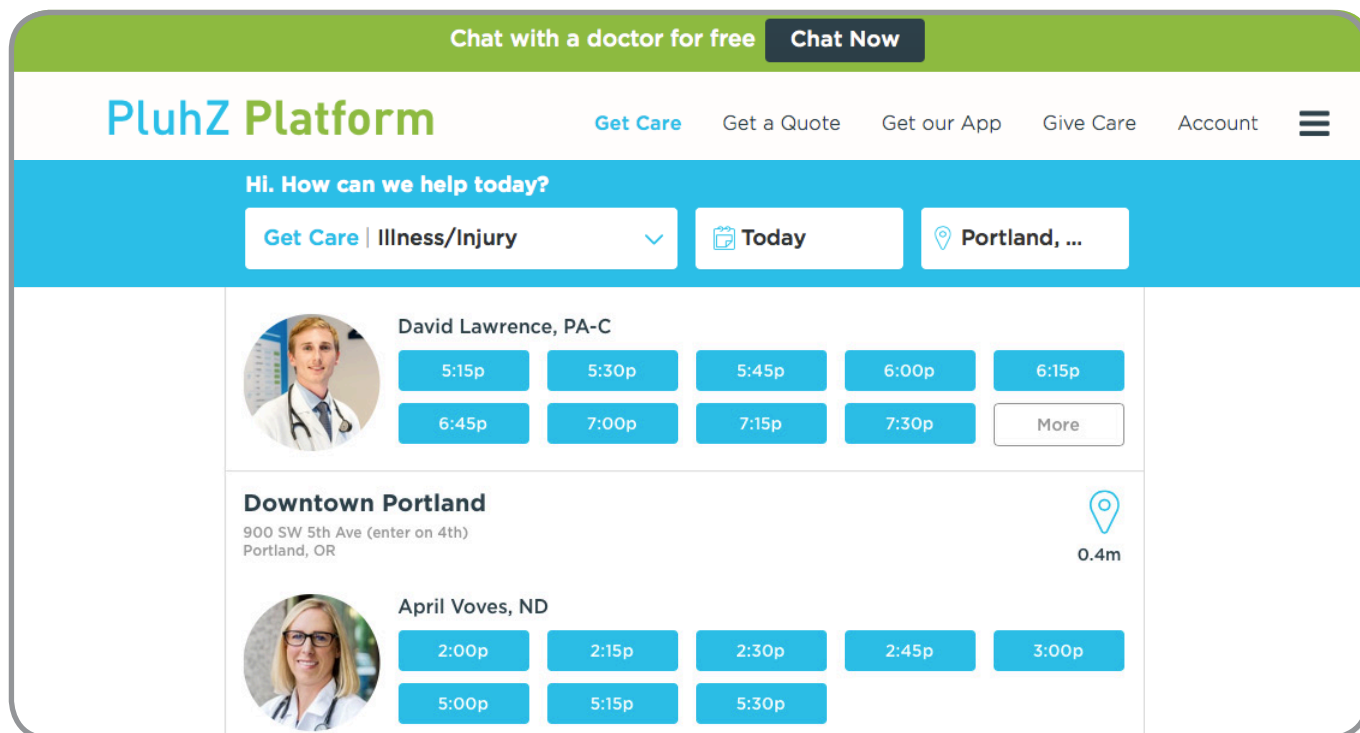 Chat with a doctor for free Chat Now
PluhZ Platform Get Care Get a Quote Get our App Give Care Account
Hi. How can we help today?
Get Care | Illness/Injury Today Portland, ...
David Lawrence, PA-C
5:15p 5:30p 5:45p 6:00p 6:15p
6:45p 7:00p 7:15p 7:30p More
Downtown Portland
900 SW 5th Ave (enter on 4th)
Portland, OR
0.4m
April Voves, ND
2:00p 2:15p 2:30p 2:45p 3:00p
5:00p 5:15p 5:30p